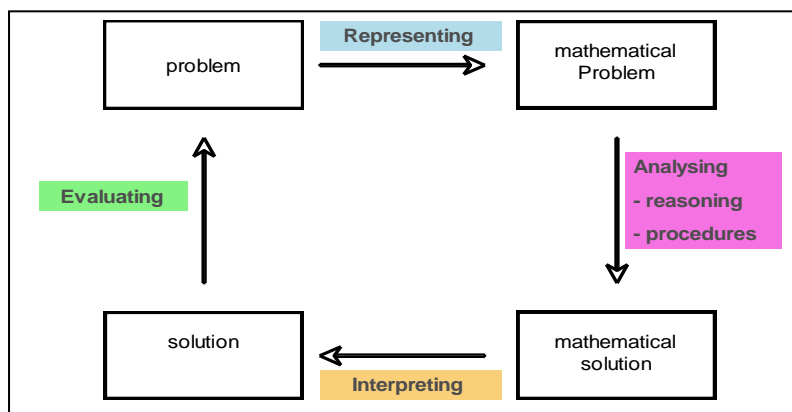 Representing
problem
mathematical
Problem
Analysing
- reasoning
- procedures
Evaluating
solution
mathematical
solution
Interpreting